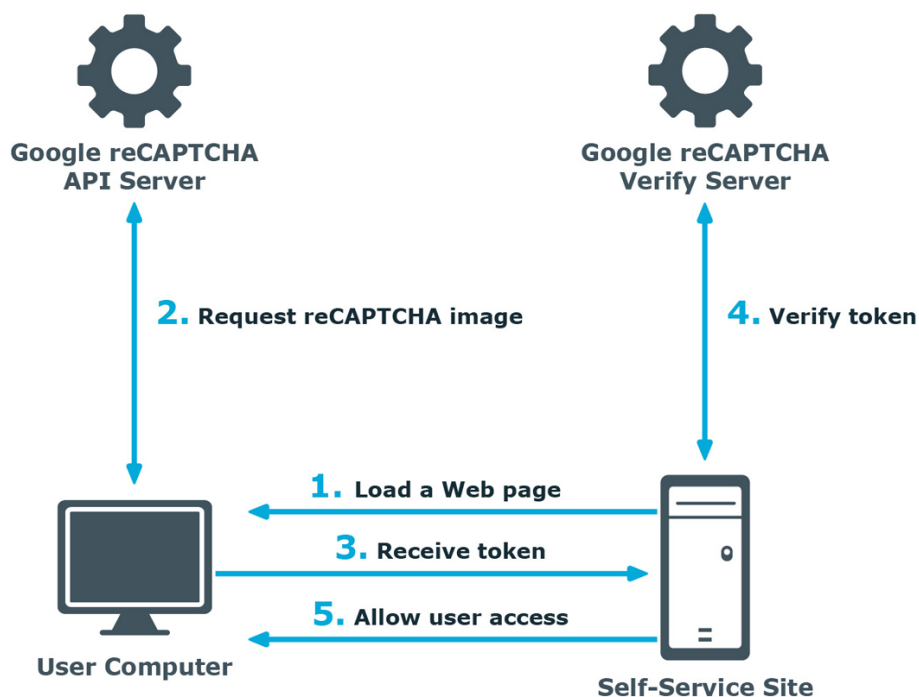 Google reCAPTCHA
API Server
Google reCAPTCHA
Verify Server
2. Request reCAPTCHA image
4. Verify token
1. Load a Web page
3. Receive token
5. Allow user access
User Computer
Self-Service Site